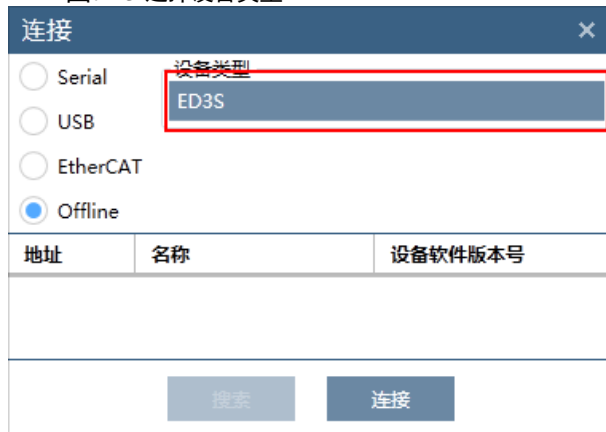 连接
Serial
设备类型
ED3S
USB
EtherCAT
Offline
地址 名称 设备软件版本号
搜索 连接